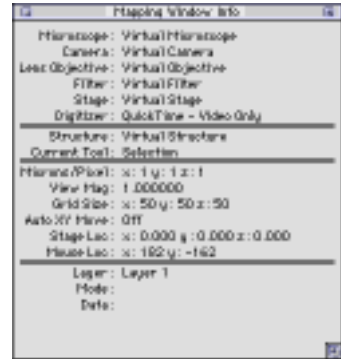 Mapping Window Info
Microscope: Virtual Microscope
Camera: Virtual Camera
Lens Objective: Virtual Objective
Filter: Virtual Filter
Stage: Virtual Stage
Digitizer: QuickTime - Video Only
Structure: Virtual Structure
Current Tool: Selection
Microns/Pixel: x: 1 y: 1 z: 1
View Mag: 1.000000
Grid Size: x: 50 y: 50 z: 50
Auto XY Move: Off
Stage Loc: x: 0.000 y: 0.000 z: 0.000
Mouse Loc: x: 182 y: -162
Layer: Layer 1
Mode:
Date: